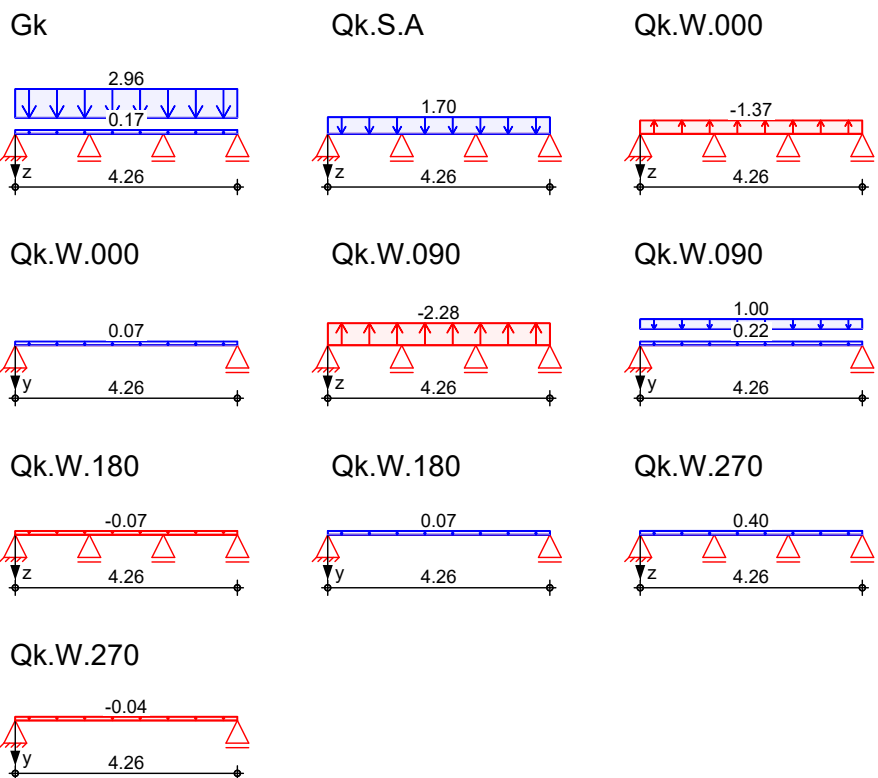 Gk
2.96
0.17
z
4.26
Qk.S.A
1.70
z
4.26
Qk.W.000
-1.37
z
4.26
Qk.W.000
0.07
y
4.26
Qk.W.090
-2.28
z
4.26
Qk.W.090
1.00
0.22
y
4.26
Qk.W.180
-0.07
z
4.26
Qk.W.180
0.07
y
4.26
Qk.W.270
0.40
z
4.26
Qk.W.270
-0.04
y
4.26